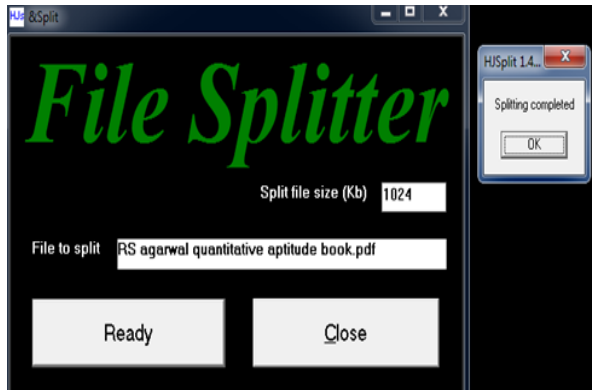 HJs &Split
File Splitter
Split file size (Kb) 1024
File to split RS agarwal quantitative aptitude book.pdf
Ready Close
HJSplit 1.4...
Splitting completed
OK